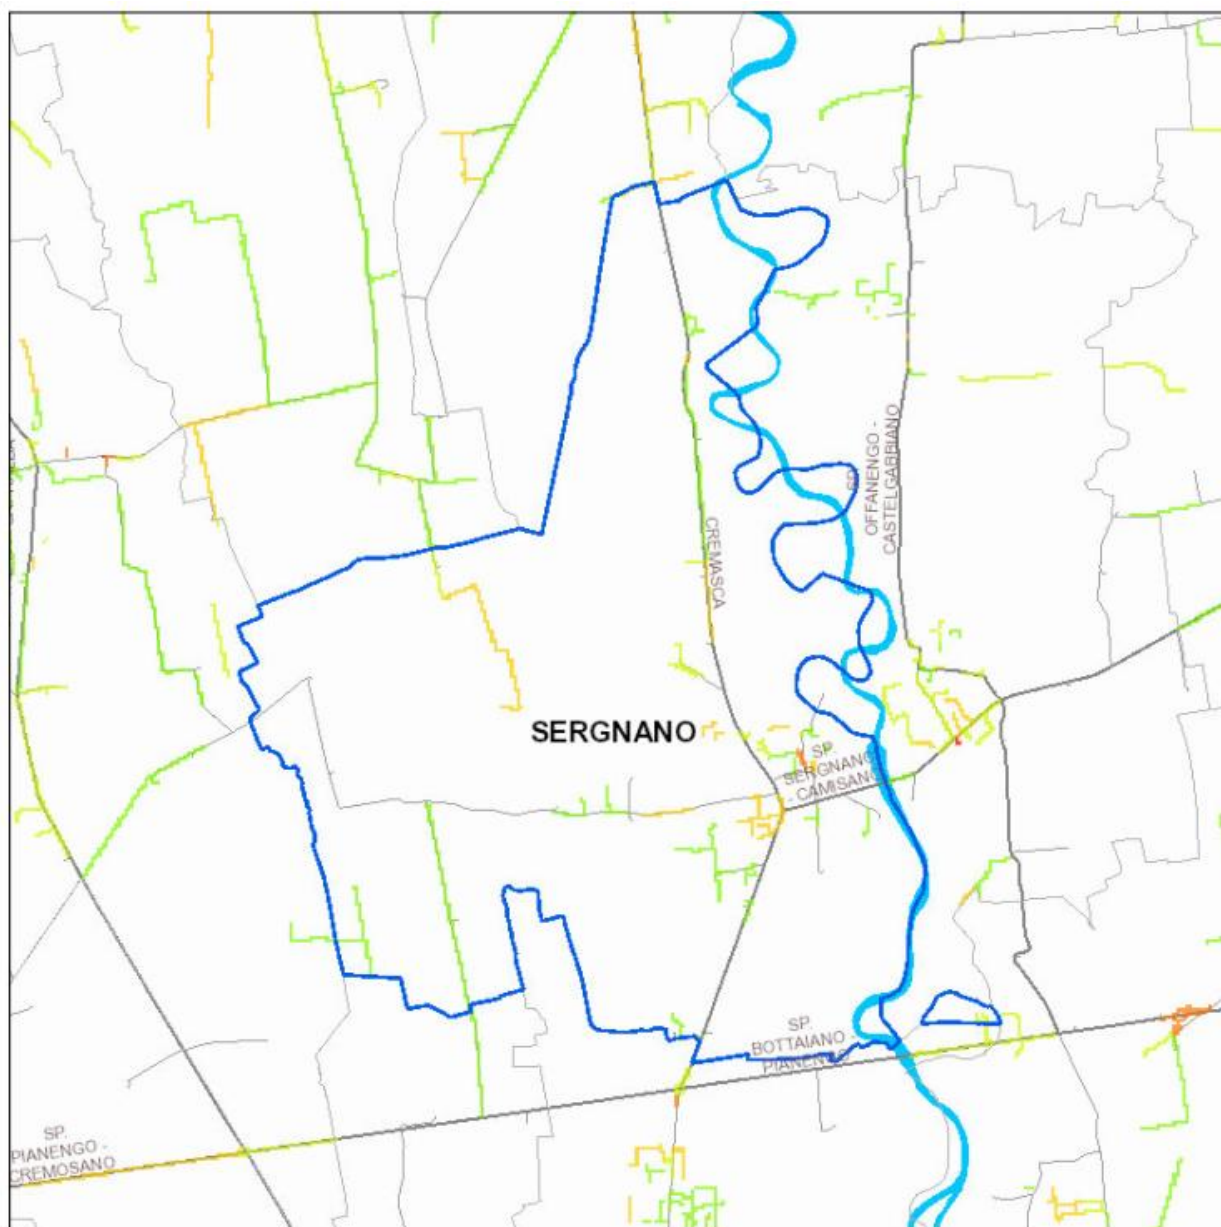 OFFANENGO -
CASTELGABBIANO
SP.
CREMASCA
SERGNANO
SP.
SERGNANO
- CAMISANO
SP.
BOTTAIANO -
PIANENGO
SP.
PIANENGO -
CREMOSANO